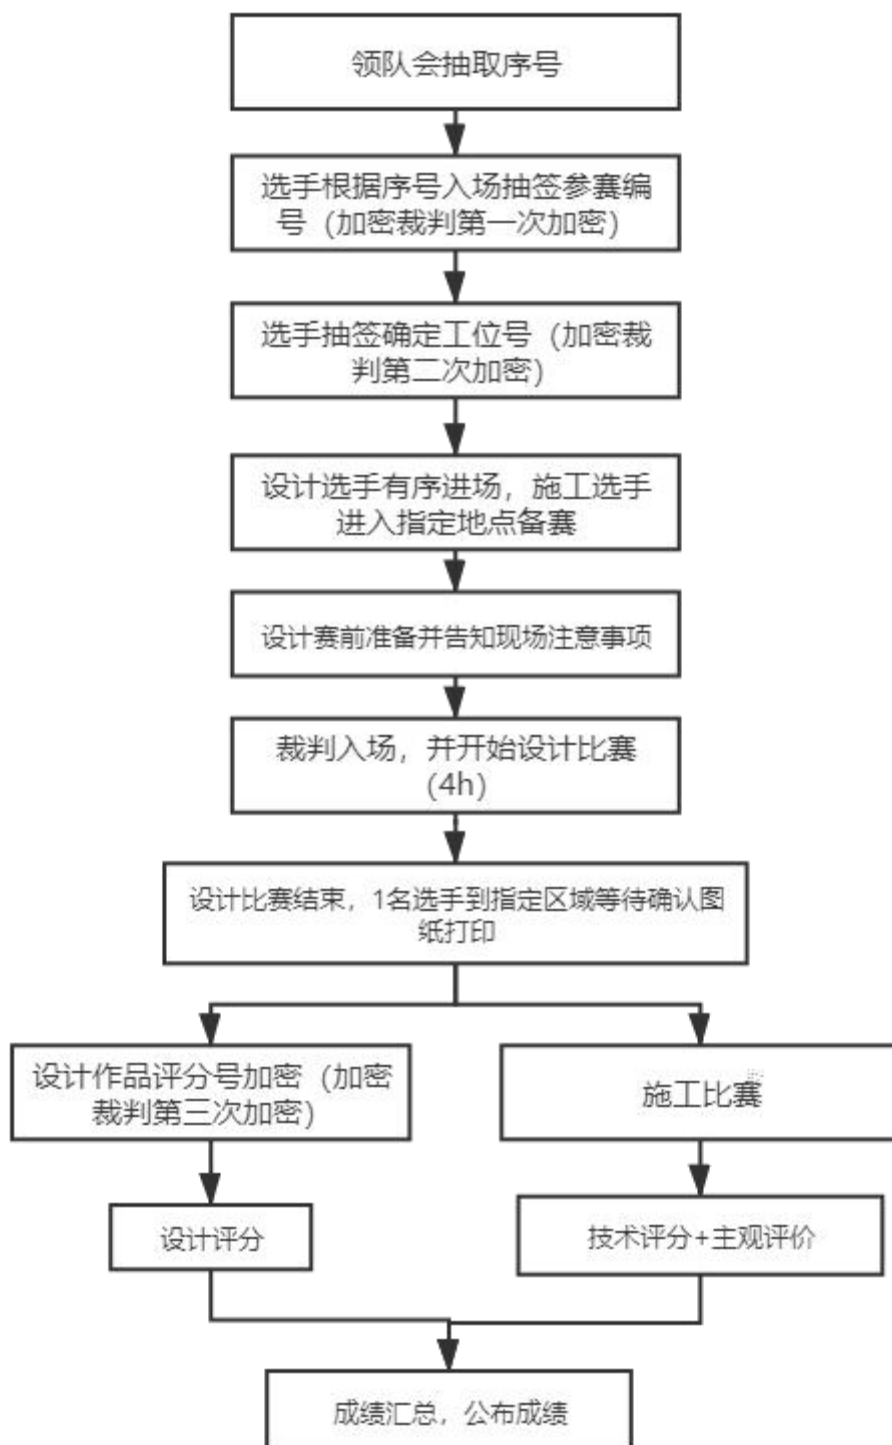 领队会抽取序号
选手根据序号入场抽签参赛编
号（加密裁判第一次加密）
选手抽签确定工位号（加密裁
判第二次加密）
设计选手有序进场，施工选手
进入指定地点备赛
设计赛前准备并告知现场注意事项
裁判入场，并开始设计比赛
（4h）
设计比赛结束，1名选手到指定区域等待确认图
纸打印
设计作品评分号加密（加密
裁判第三次加密）
施工比赛
设计评分
技术评分+主观评价
成绩汇总，公布成绩